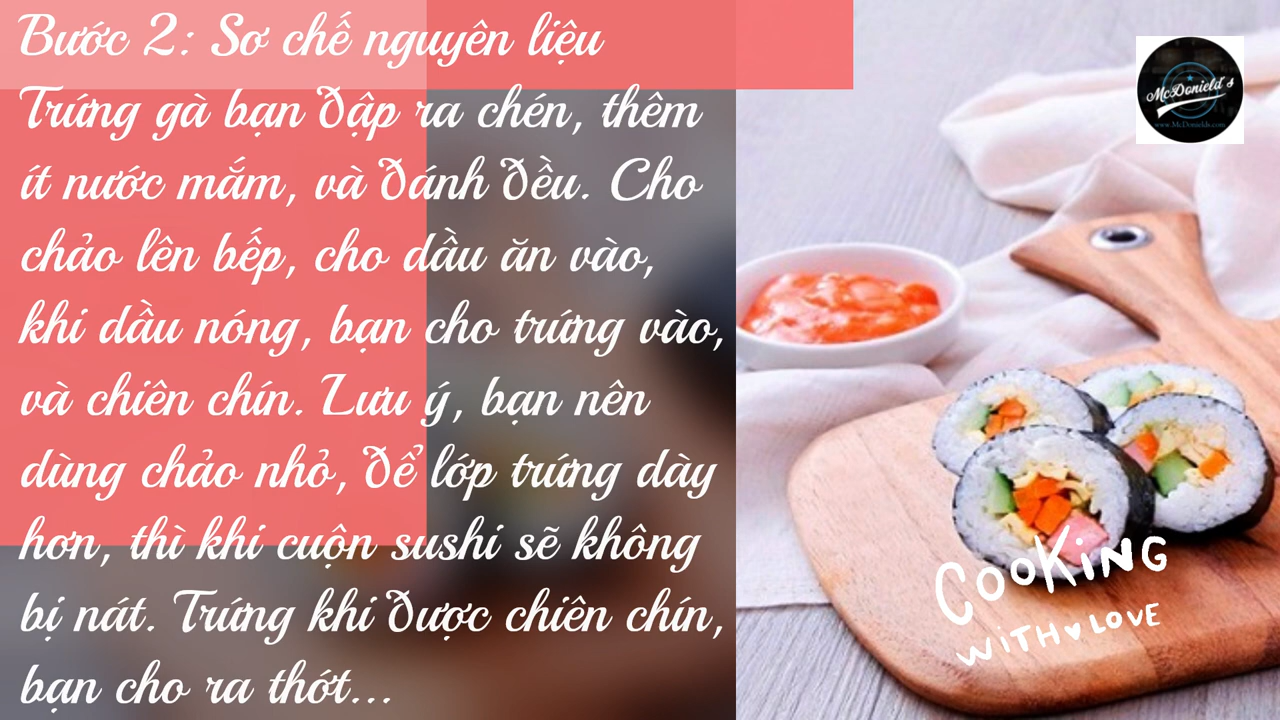 Bước 2: Sơ chế nguyên liệu
Trứng gà bạn đập ra chén, thêm
ít nước mắm, và đánh đều. Cho
chảo lên bếp, cho dầu ăn vào,
khi dầu nóng, bạn cho trứng vào,
và chiên chín. Lưu ý, bạn nên
dùng chảo nhỏ, để lớp trứng dày
hơn, thì khi cuộn sushi sẽ không
bị nát. Trứng khi được chiên chín,
bạn cho ra thớt...
McDonield's
www.McDonields.com
COOKING
WITH LOVE